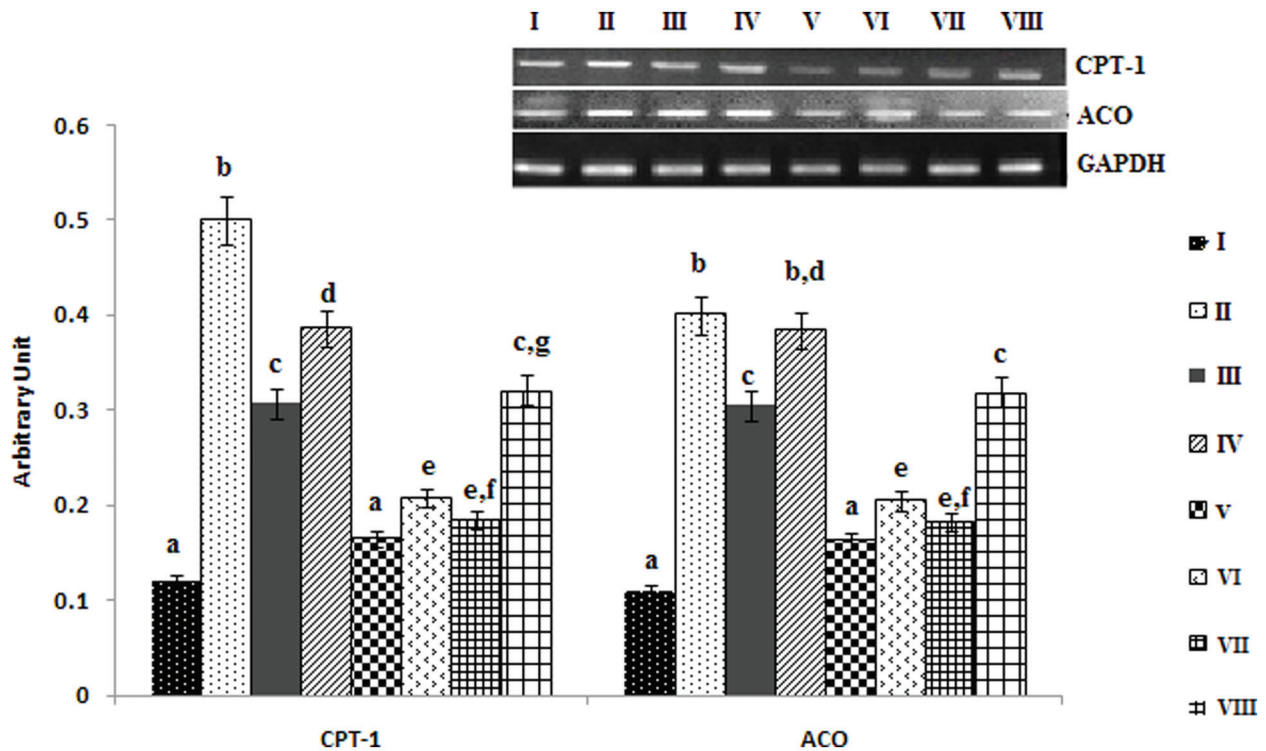 I II III IV V VI VII VIII
CPT-1
ACO
GAPDH
0.6
0.5
0.4
0.3
0.2
0.1
0
Arbitrary Unit
a b c d a e e,f c,g
a b c b,d a e e,f c
CPT-1 ACO
I
II
III
IV
V
VI
VII
VIII